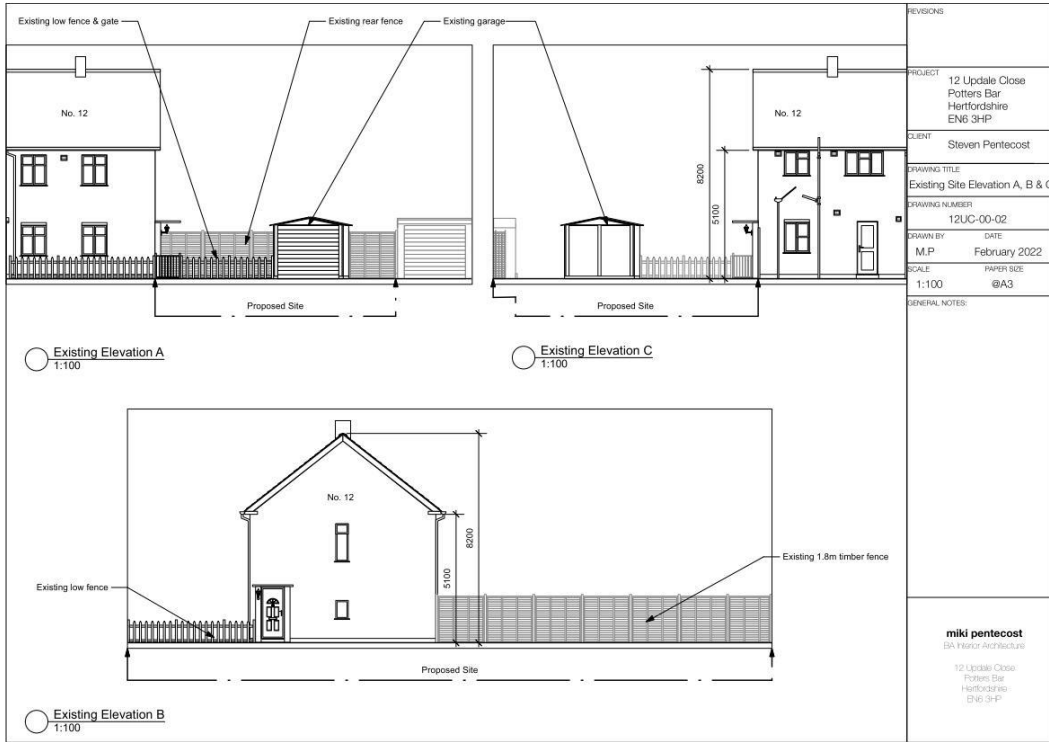 Existing low fence & gate
Existing rear fence
Existing garage
No. 12
No. 12
8200
5100
Proposed Site
Proposed Site
Existing Elevation A
1:100
Existing Elevation C
1:100
No. 12
8200
5100
Existing low fence
Existing 1.8m timber fence
Proposed Site
Existing Elevation B
1:100
REVISIONS
PROJECT
12 Updale Close
Potters Bar
Hertfordshire
EN6 3HP
CLIENT
Steven Pentecost
DRAWING TITLE
Existing Site Elevation A, B & C
DRAWING NUMBER
12UC-00-02
DRAWN BY DATE
M.P February 2022
SCALE PAPER SIZE
1:100 @A3
GENERAL NOTES:
miki pentecost
BA Interior Architecture
12 Updale Close
Potters Bar
Hertfordshire
EN6 3HP